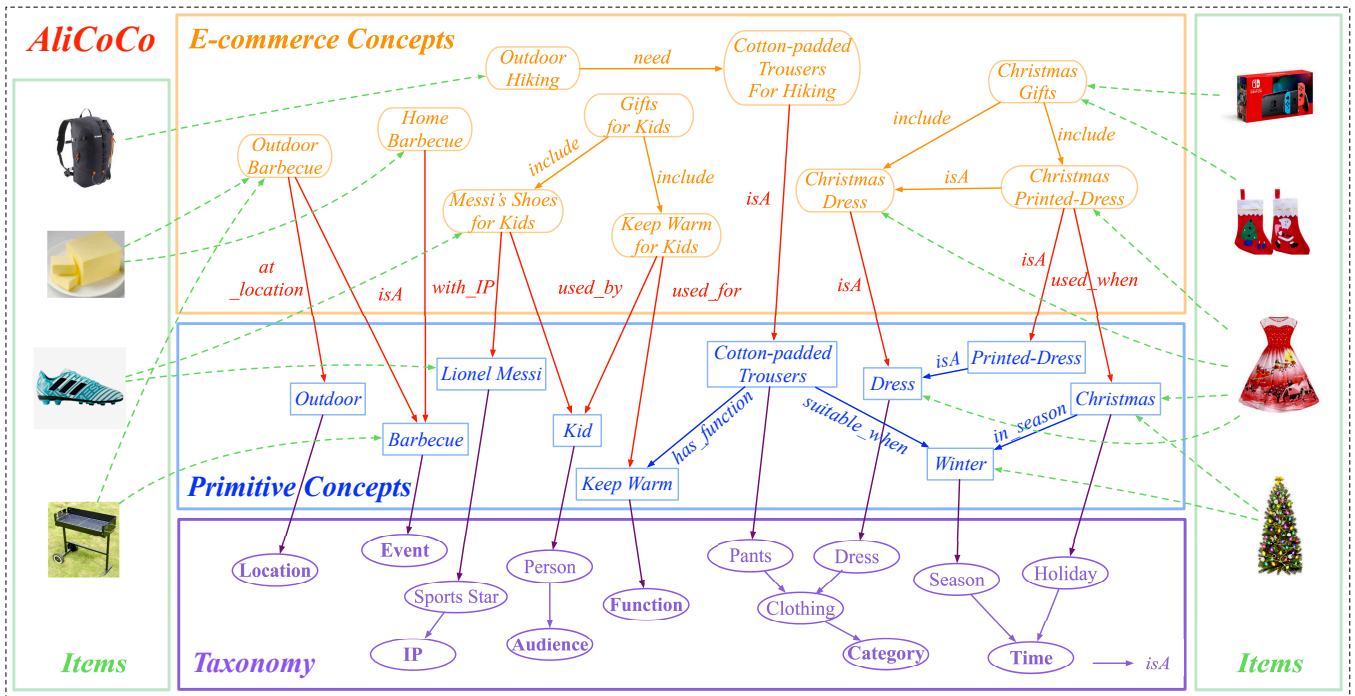 AliCoCo
E-commerce Concepts
Outdoor
Hiking
need
Cotton-padded
Trousers
For Hiking
Christmas
Gifts
include
include
Gifts
for Kids
Home
Barbecue
Outdoor
Barbecue
include
include
Messi's Shoes
for Kids
Keep Warm
for Kids
isA
Christmas
Dress
isA
Christmas
Printed-Dress
at
_location
isA
with_IP
used_by
used_for
isA
isA
used_when
Primitive Concepts
Outdoor
Barbecue
Lionel Messi
Kid
Keep Warm
Cotton-padded
Trousers
has_function
suitable_when
Dress
isA
Printed-Dress
Christmas
in_season
Winter
Taxonomy
Location
Event
Sports Star
IP
Person
Audience
Function
Pants
Dress
Clothing
Category
Season
Holiday
Time
isA
Items
Items